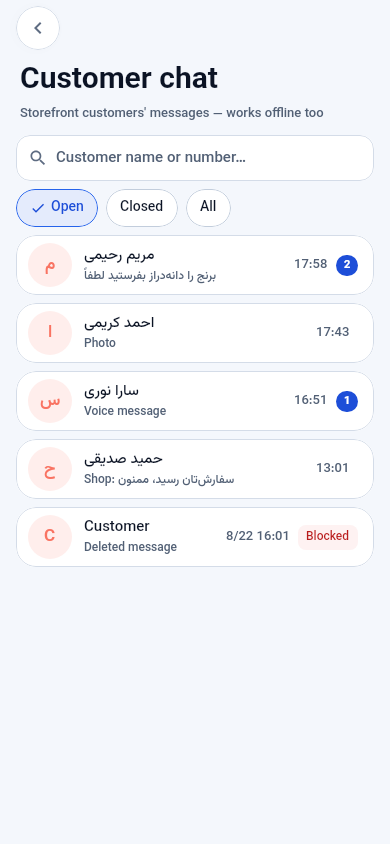 Customer chat
Storefront customers' messages — works offline too
Customer name or number…
Open
Closed
All
م
مریم رحیمی
برنج را دانه‌دراز بفرستید لطفاً
17:58
2
ا
احمد کریمی
Photo
17:43
س
سارا نوری
Voice message
16:51
1
ح
حمید صدیقی
Shop: سفارش‌تان رسید، ممنون
13:01
C
Customer
Deleted message
8/22 16:01
Blocked